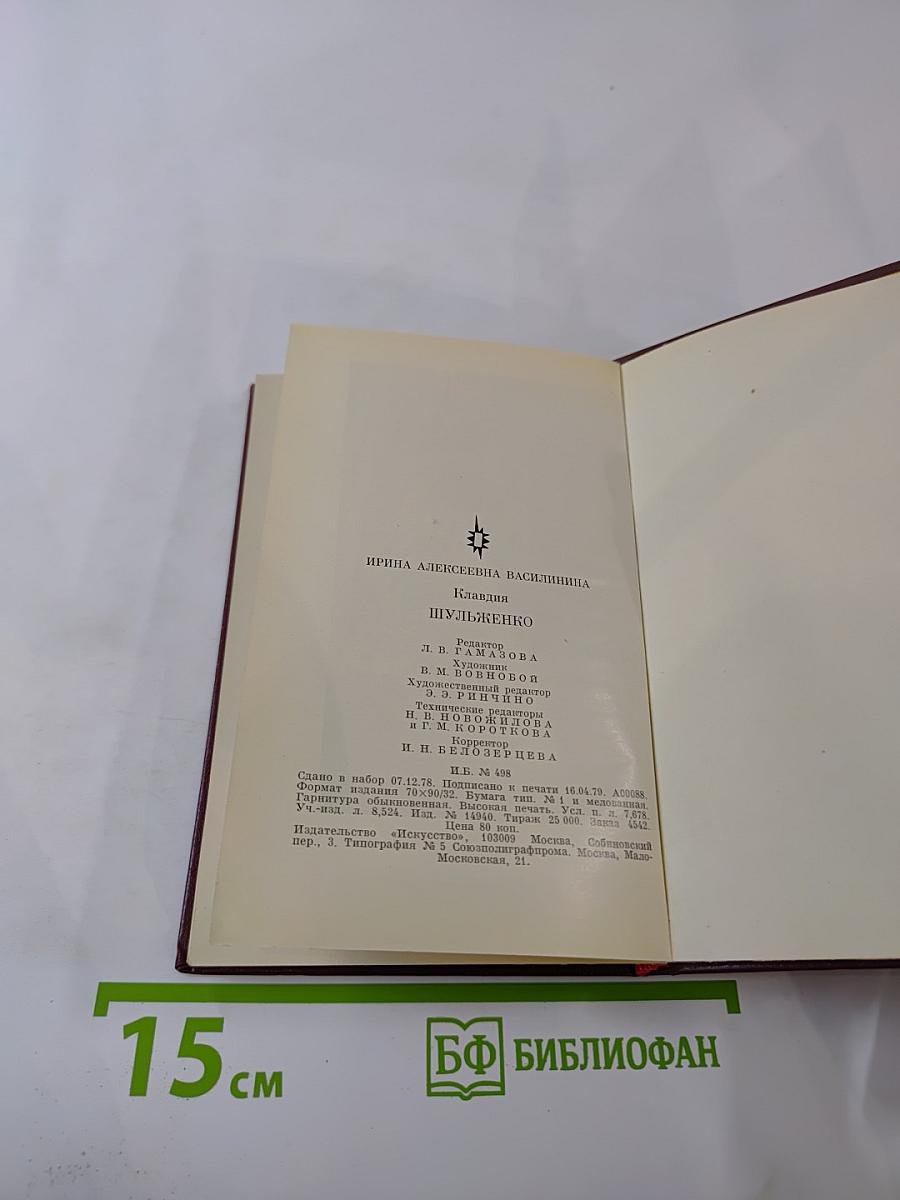 ИРИНА АЛЕКСЕЕВНА ВАСИЛИНИНА
Клавдия
ШУЛЬЖЕНКО
Редактор
Л. В. ГАМАЗОВА
Художник
В. М. ВОВНОБОЙ
Художественный редактор
Э. Э. РИНЧИНО
Технические редакторы
Н. В. НОВОЖИЛОВА
и Г. М. КОРОТКОВА
Корректор
И. Н. БЕЛОЗЕРЦЕВА
И.Б. № 498
Сдано в набор 07.12.78. Подписано к печати 16.04.79. А00088.
Формат издания 70×90/32. Бумага тип. № 1 и мелованная.
Гарнитура обыкновенная. Высокая печать. Усл. п. л. 7,678.
Уч.-изд. л. 8,524. Изд. № 14940. Тираж 25 000. Заказ 4542.
Цена 80 коп.
Издательство «Искусство», 103009 Москва, Собиновский
пер., 3. Типография № 5 Союзполиграфпрома. Москва, Мало-
Московская, 21.
15 см
БФ БИБЛИОФАН